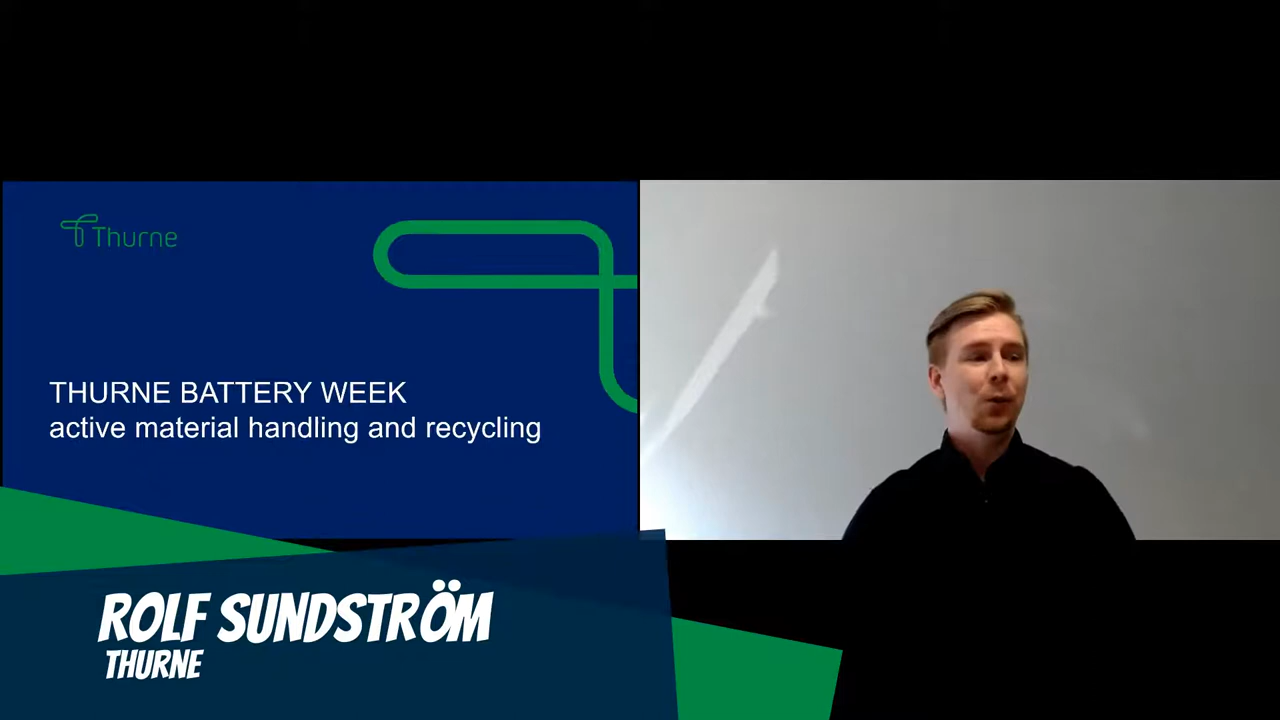 Thurne
THURNE BATTERY WEEK
active material handling and recycling
ROLF SUNDSTRÖM
THURNE